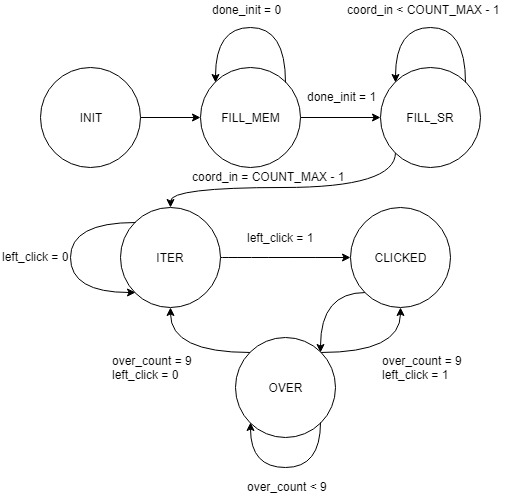 done_init = 0
coord_in < COUNT_MAX - 1
INIT
FILL_MEM
done_init = 1
FILL_SR
coord_in = COUNT_MAX - 1
left_click = 0
ITER
left_click = 1
CLICKED
over_count = 9
left_click = 0
OVER
over_count = 9
left_click = 1
over_count < 9